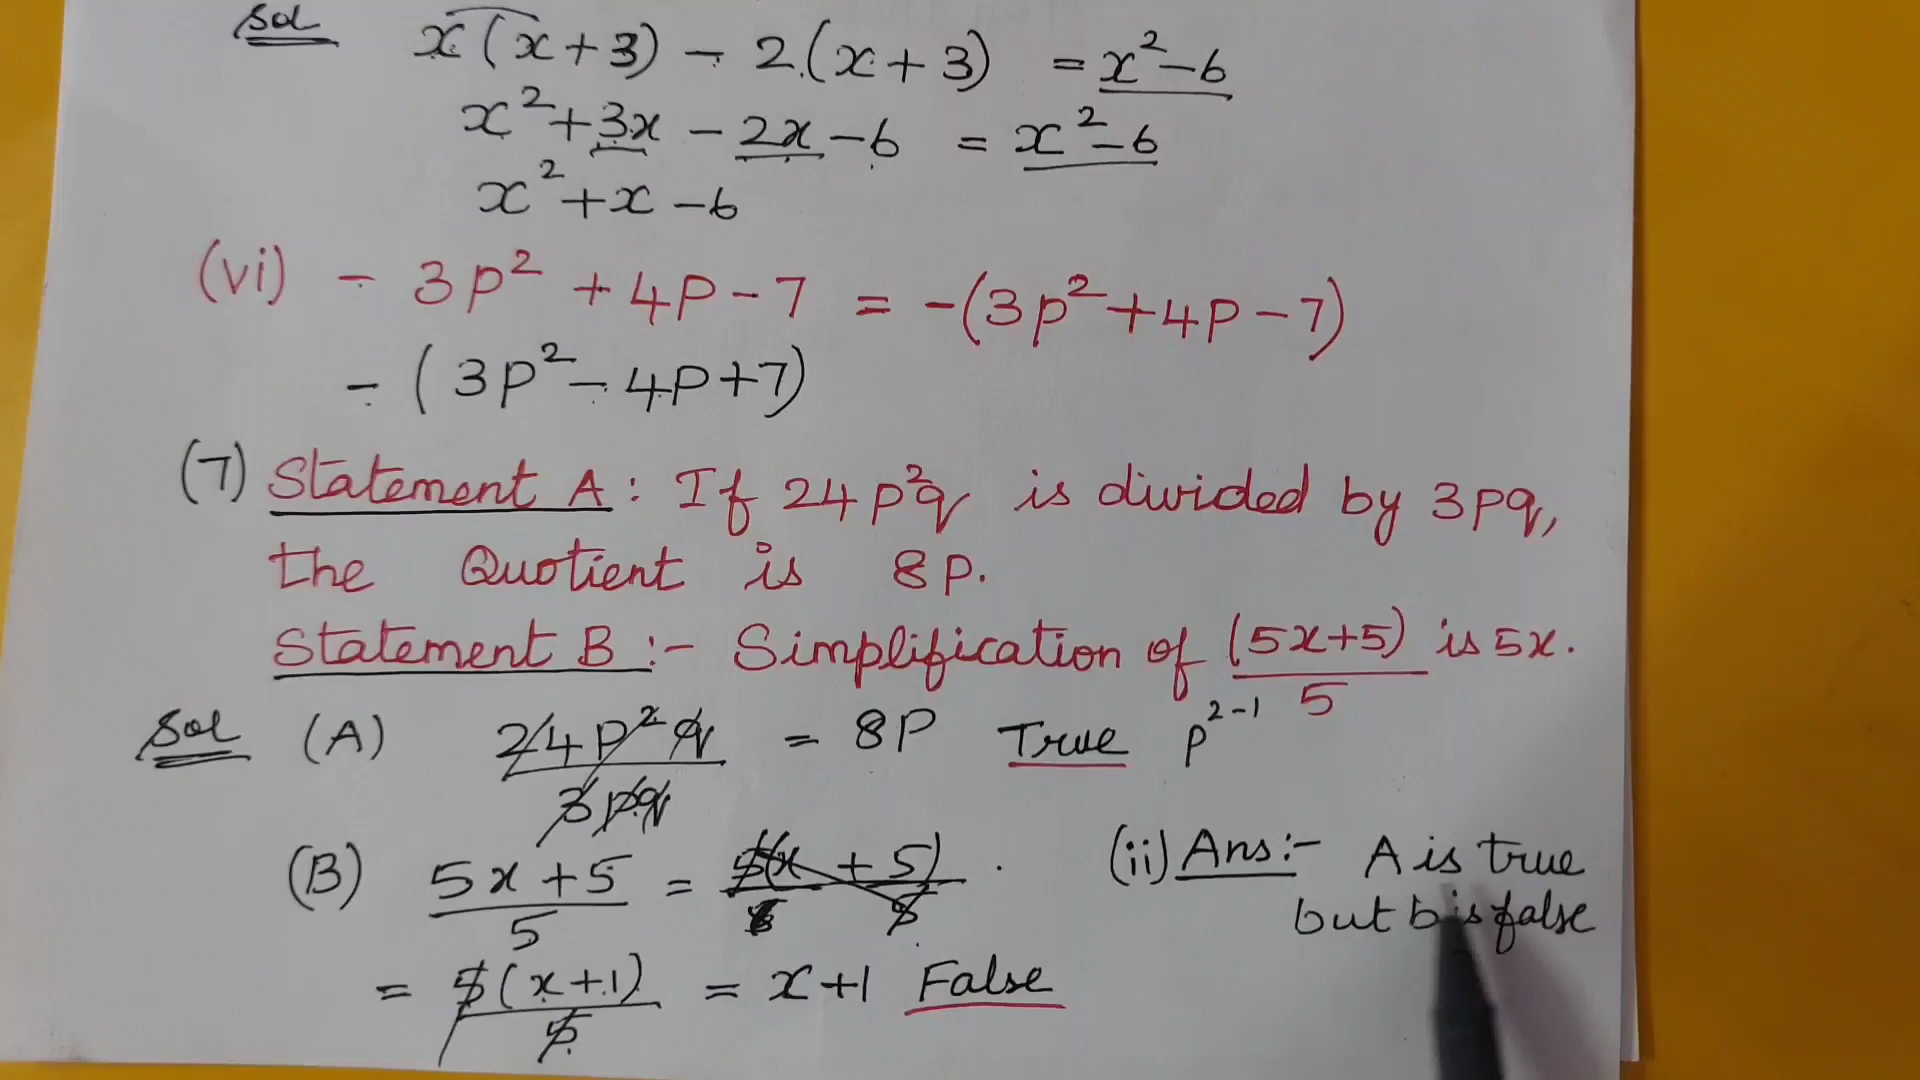 Sol x(x+3) - 2(x+3) = x² - 6
x² + 3x - 2x - 6 = x² - 6
x² + x - 6
(vi) - 3p² + 4p - 7 = -(3p² + 4p - 7)
- (3p² - 4p + 7)
(7) Statement A : If 24p²q is divided by 3pq,
the Quotient is 8p.
Statement B :- Simplification of (5x+5)/5 is 5x.
Sol (A) 24p²q/3pq = 8p True p²⁻¹
(B) 5x+5/5 = 5(x+5)/5 .
(ii) Ans:- A is true
but b is false
= 5(x+1)/5 = x+1 False